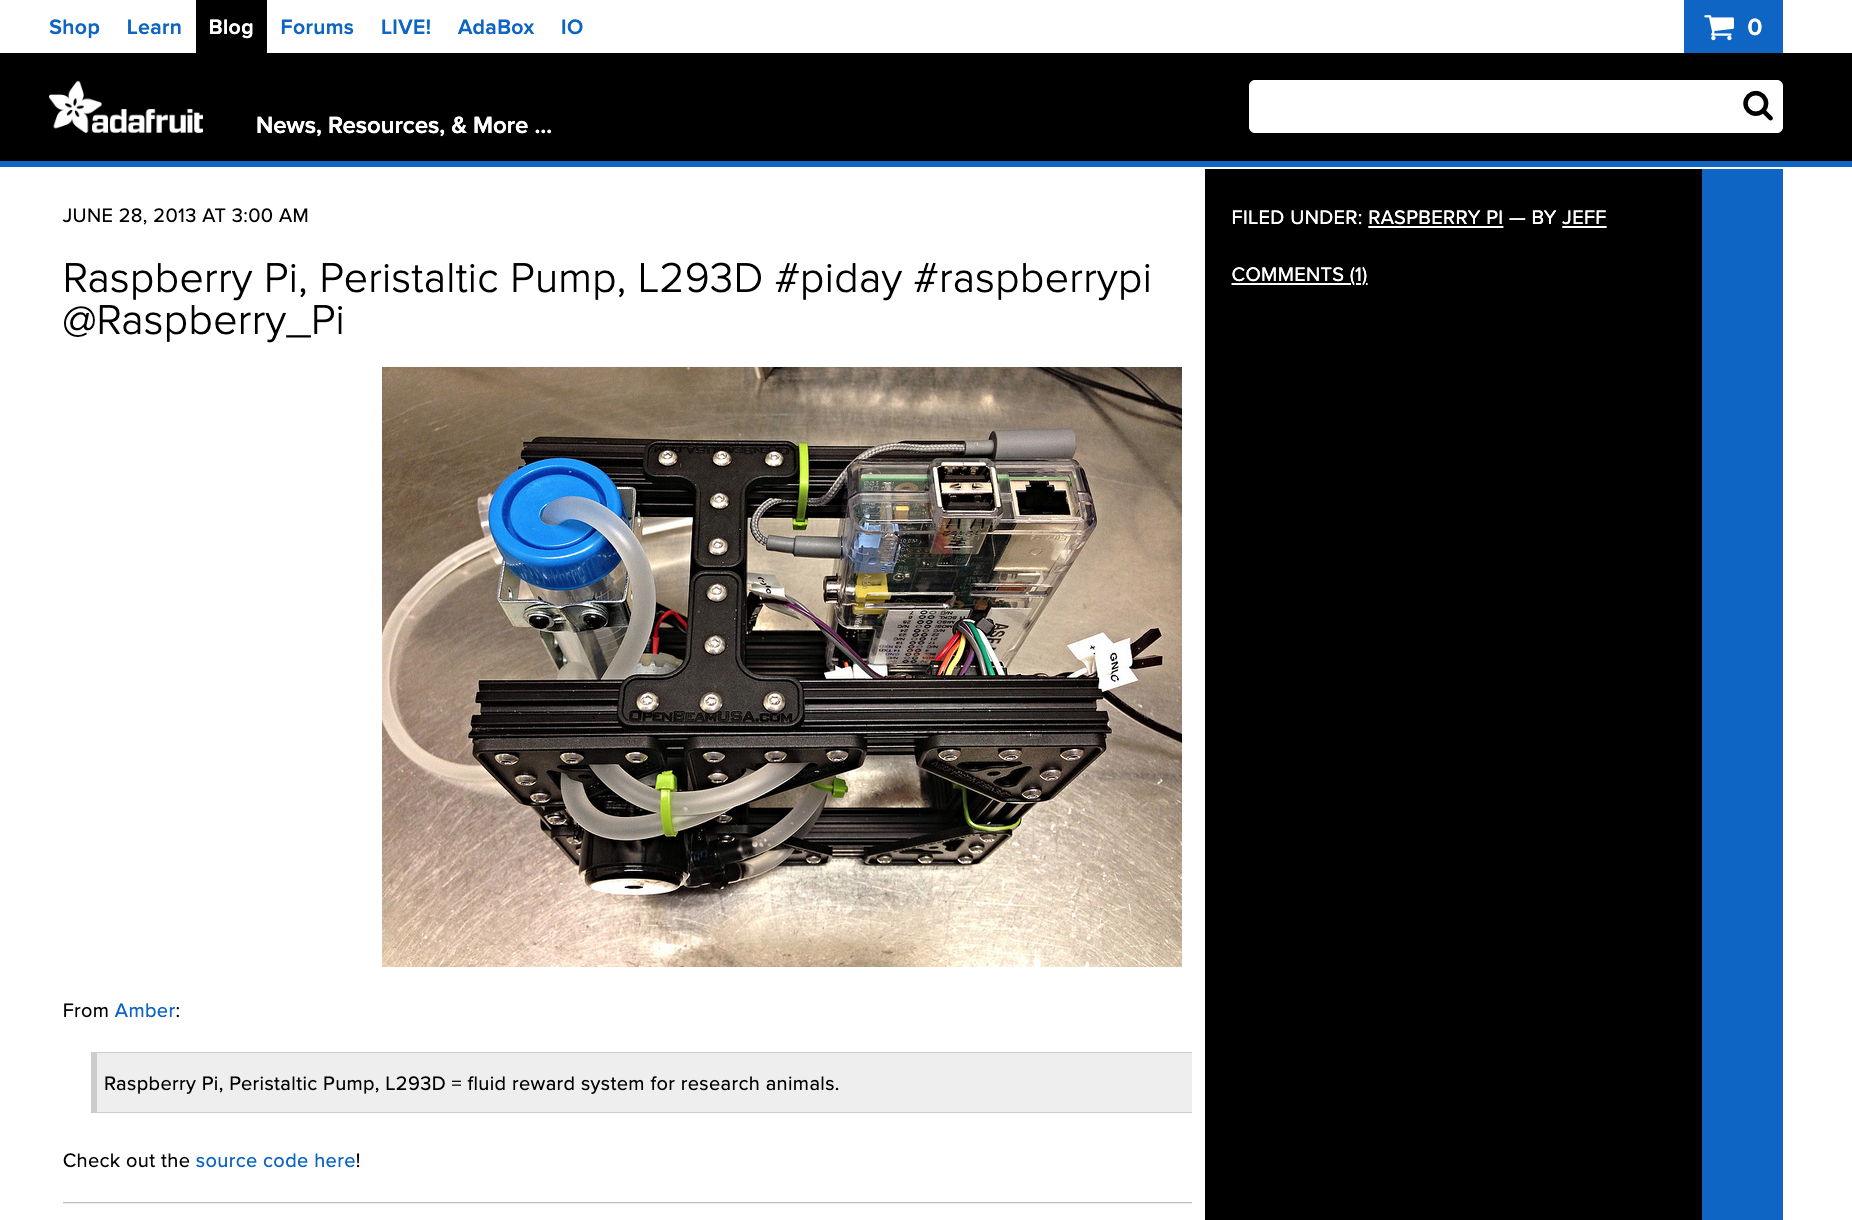 Shop Learn Blog Forums LIVE! AdaBox IO 0
adafruit News, Resources, & More ...
JUNE 28, 2013 AT 3:00 AM
Raspberry Pi, Peristaltic Pump, L293D #piday #raspberrypi
@Raspberry_Pi
OPENBEAMUSA.COM
GND
From Amber:
Raspberry Pi, Peristaltic Pump, L293D = fluid reward system for research animals.
Check out the source code here!
FILED UNDER: RASPBERRY PI — BY JEFF
COMMENTS (1)